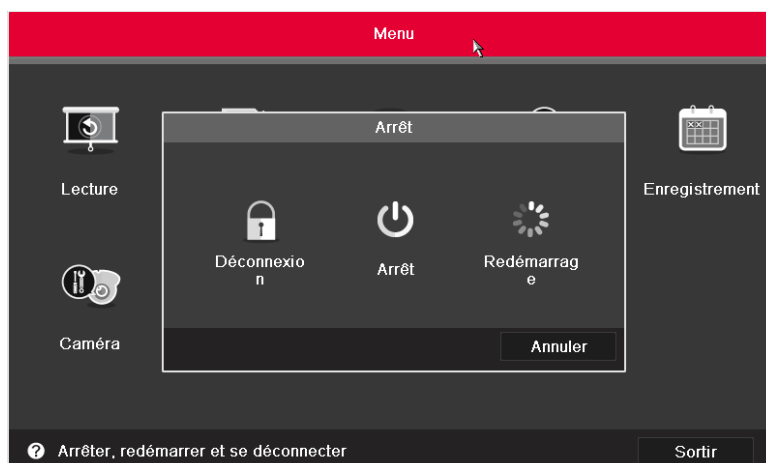 Menu
Arrêt
Lecture
Enregistrement
Déconnexio
n
Arrêt
Redémarrag
e
Caméra
Annuler
? Arrêter, redémarrer et se déconnecter
Sortir